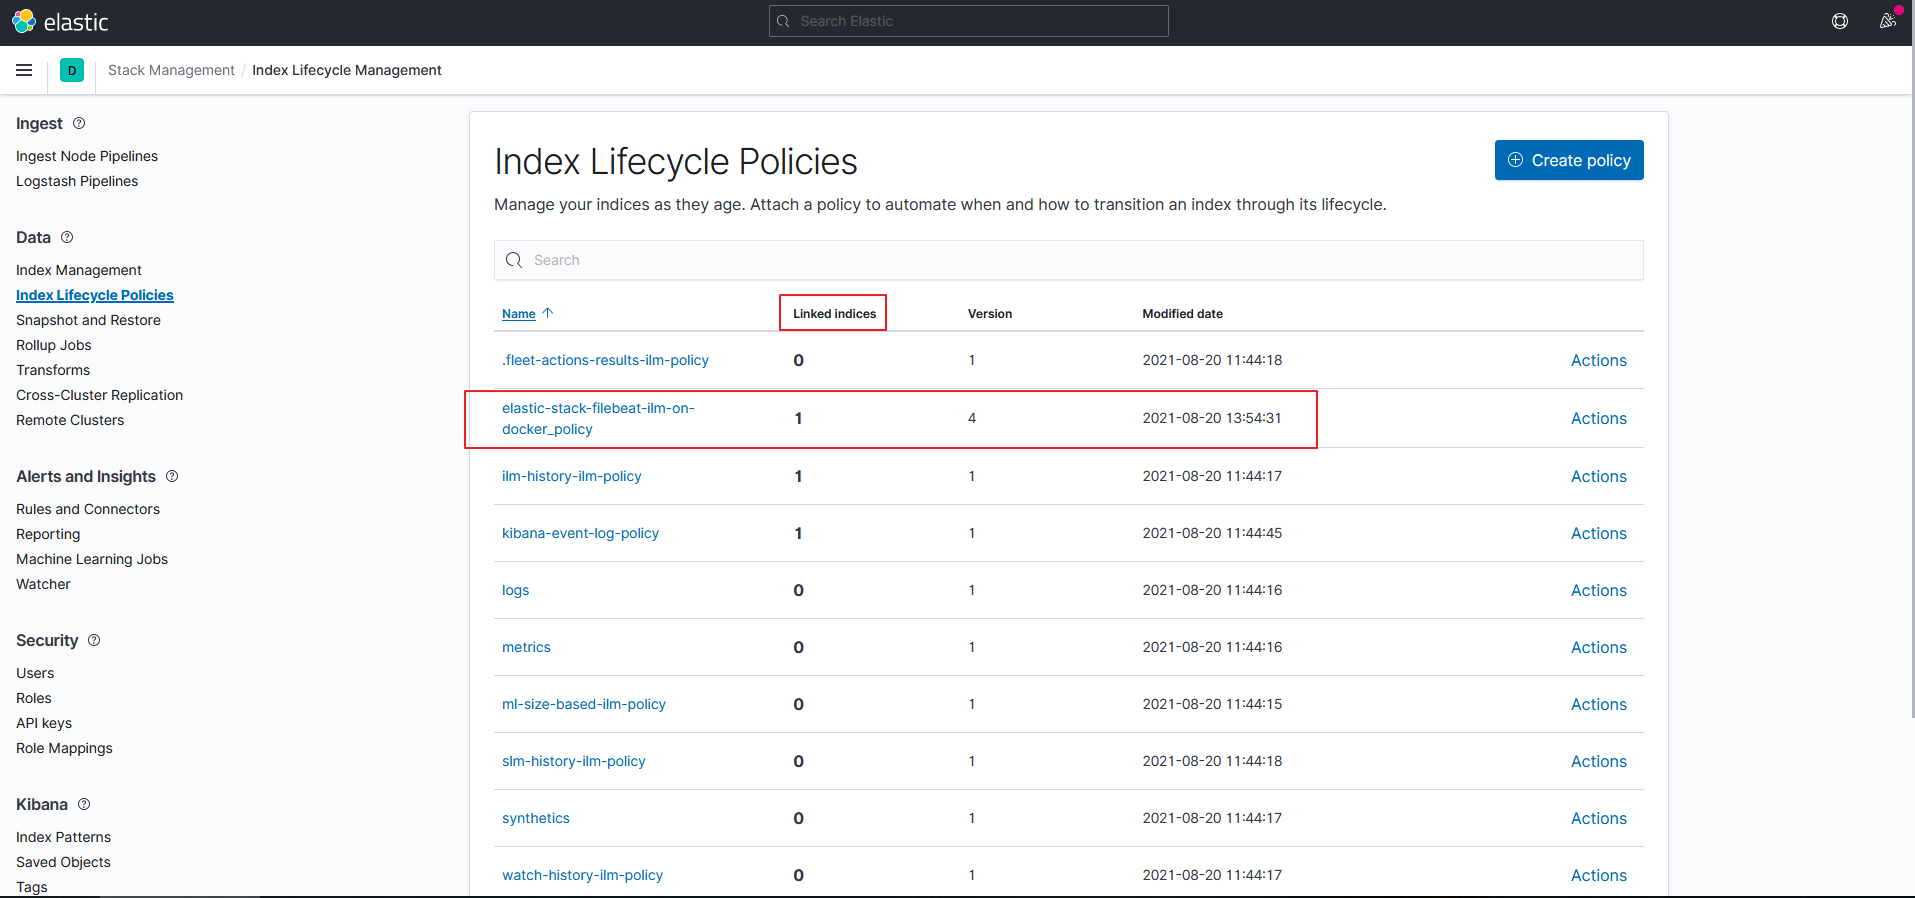 elastic
Search Elastic
D
Stack Management / Index Lifecycle Management
Ingest
Ingest Node Pipelines
Logstash Pipelines
Data
Index Management
Index Lifecycle Policies
Snapshot and Restore
Rollup Jobs
Transforms
Cross-Cluster Replication
Remote Clusters
Alerts and Insights
Rules and Connectors
Reporting
Machine Learning Jobs
Watcher
Security
Users
Roles
API keys
Role Mappings
Kibana
Index Patterns
Saved Objects
Tags
Index Lifecycle Policies
Create policy
Manage your indices as they age. Attach a policy to automate when and how to transition an index through its lifecycle.
Search
Name Linked indices Version Modified date
.fleet-actions-results-ilm-policy 0 1 2021-08-20 11:44:18 Actions
elastic-stack-filebeat-ilm-on-
docker_policy 1 4 2021-08-20 13:54:31 Actions
ilm-history-ilm-policy 1 1 2021-08-20 11:44:17 Actions
kibana-event-log-policy 1 1 2021-08-20 11:44:45 Actions
logs 0 1 2021-08-20 11:44:16 Actions
metrics 0 1 2021-08-20 11:44:16 Actions
ml-size-based-ilm-policy 0 1 2021-08-20 11:44:15 Actions
slm-history-ilm-policy 0 1 2021-08-20 11:44:18 Actions
synthetics 0 1 2021-08-20 11:44:17 Actions
watch-history-ilm-policy 0 1 2021-08-20 11:44:17 Actions